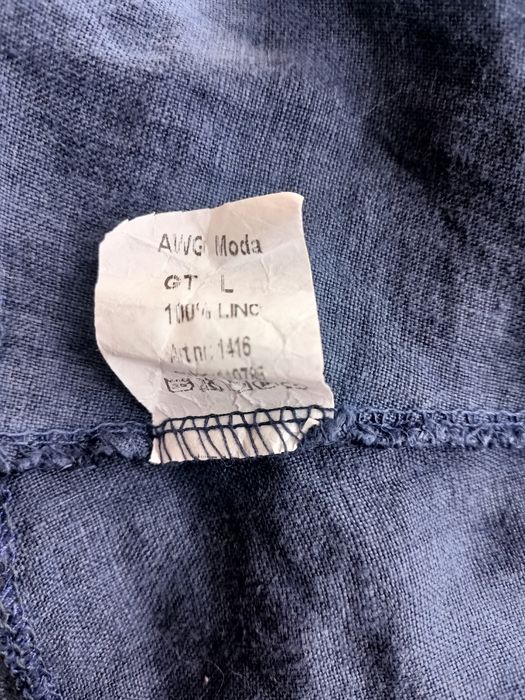 AWG Moda
GT L
100% LINO
Art nr. 1416